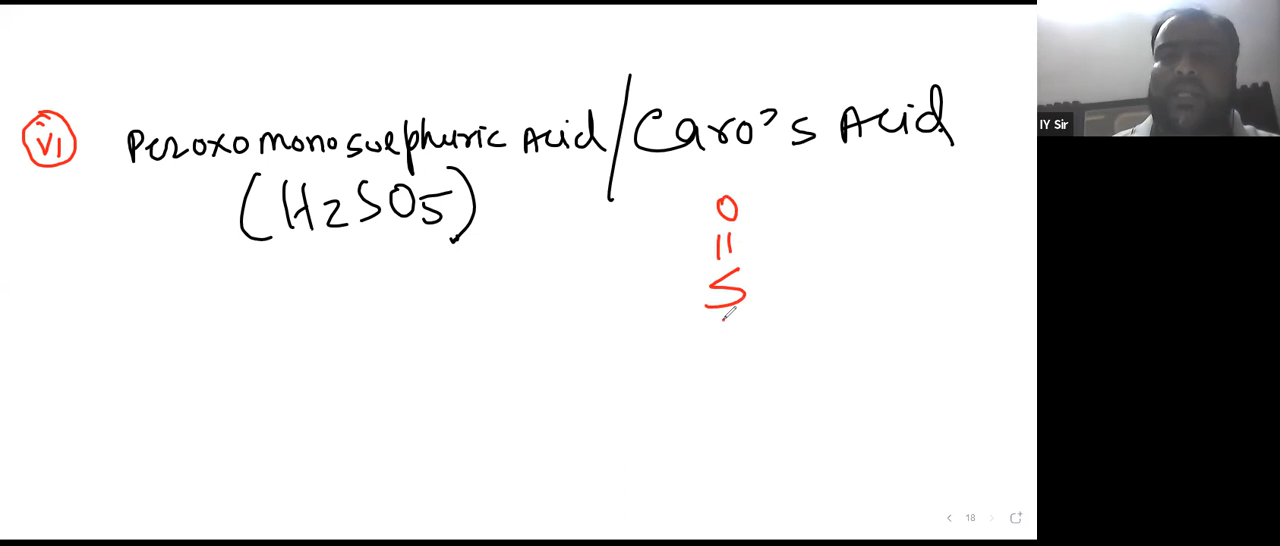 VI Peroxomonosulphuric Acid / Caro's Acid
(H2SO5)
O
=
S
IY Sir
18